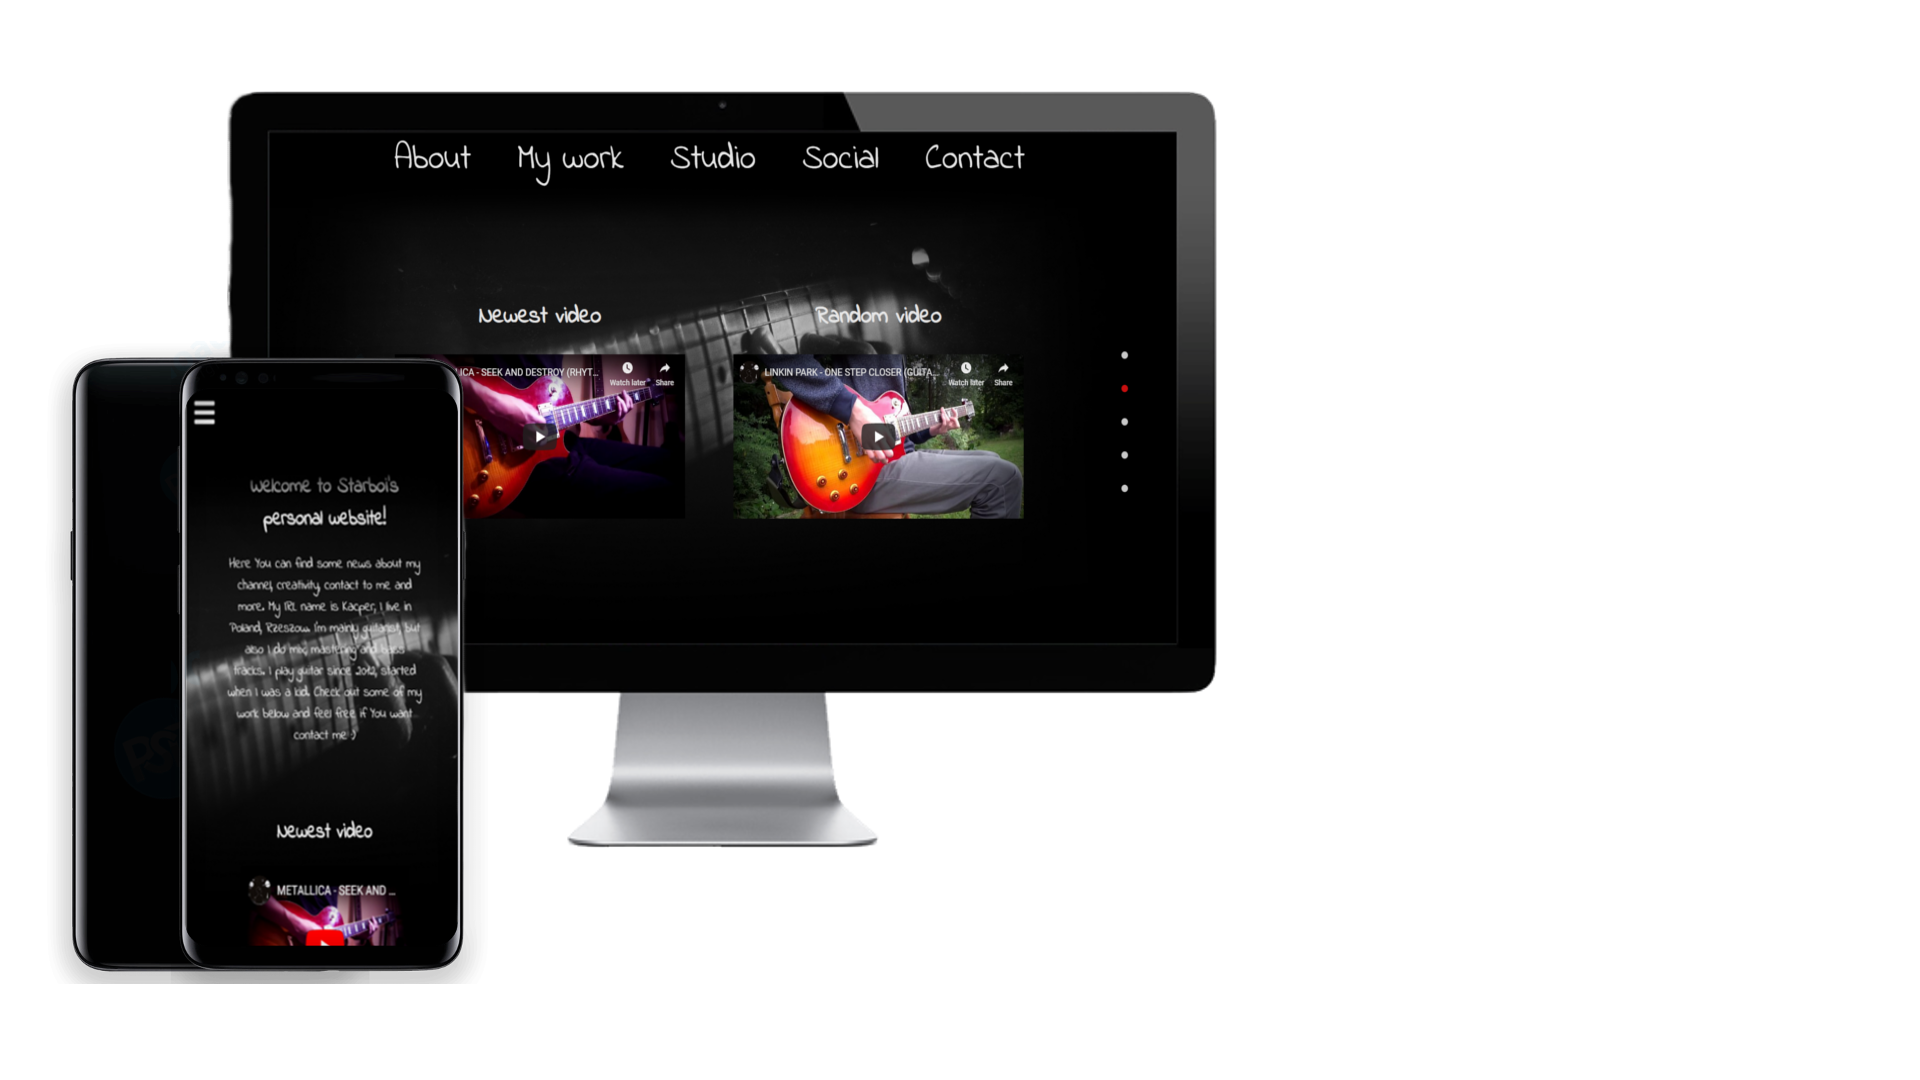 About My work Studio Social Contact
Newest video Random video
ICA - SEEK AND DESTROY (RHYT... Watch later Share
LINKIN PARK - ONE STEP CLOSER (GUITA... Watch later Share
Welcome to Starboi's
personal website!
Here You can find some news about my
channel, creativity, contact to me and
more. My IRL name is Kacper, I live in
Poland, Rzeszow. I'm mainly guitarist, but
also I do mix, mastering and bass
tracks. I play guitar since 2012, started
when I was a kid. Check out some of my
work below and feel free if You want
contact me :)
Newest video
METALLICA - SEEK AND ...